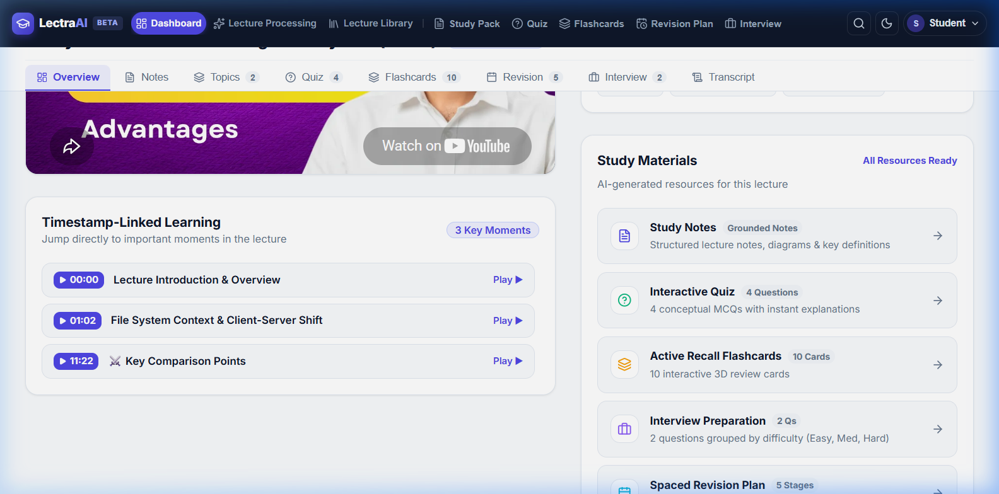 LectraAI BETA Dashboard Lecture Processing Lecture Library | Study Pack Quiz Flashcards Revision Plan Interview S Student
Overview Notes Topics 2 Quiz 4 Flashcards 10 Revision 5 Interview 2 Transcript
Advantages
Watch on YouTube
Timestamp-Linked Learning
3 Key Moments
Jump directly to important moments in the lecture
00:00 Lecture Introduction & Overview Play
01:02 File System Context & Client-Server Shift Play
11:22 Key Comparison Points Play
Study Materials
All Resources Ready
AI-generated resources for this lecture
Study Notes Grounded Notes
Structured lecture notes, diagrams & key definitions
Interactive Quiz 4 Questions
4 conceptual MCQs with instant explanations
Active Recall Flashcards 10 Cards
10 interactive 3D review cards
Interview Preparation 2 Qs
2 questions grouped by difficulty (Easy, Med, Hard)
Spaced Revision Plan 5 Stages